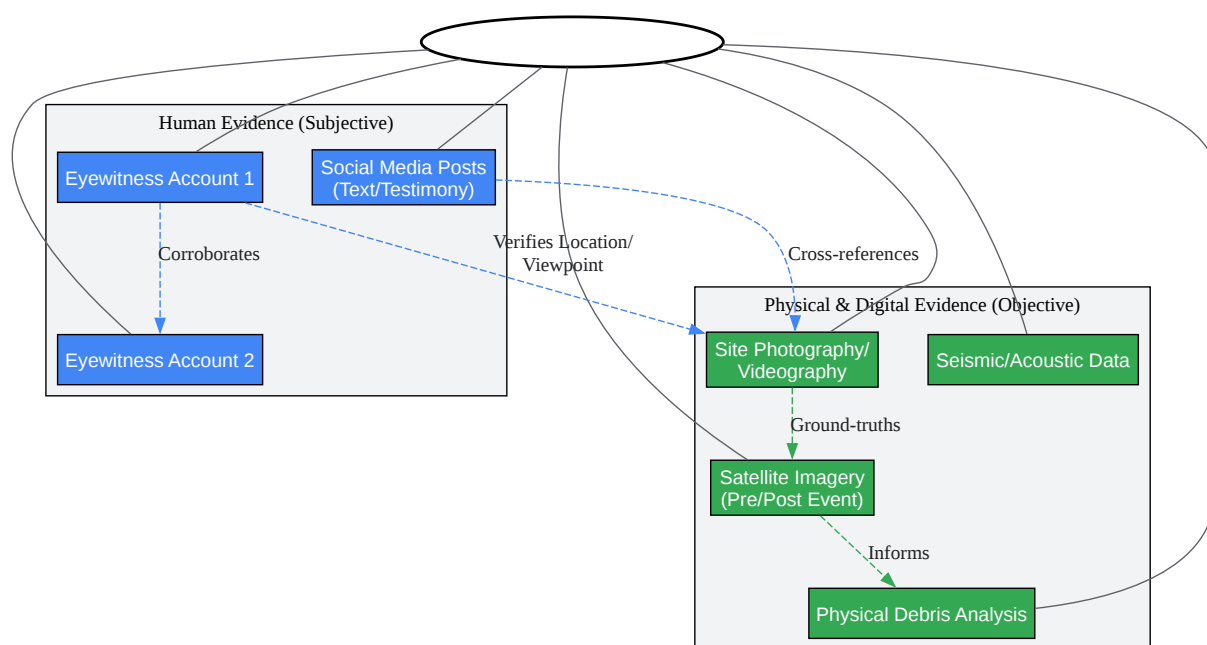 Human Evidence (Subjective)
Eyewitness Account 1
Social Media Posts
(Text/Testimony)
Corroborates
Verifies Location/
Viewpoint
Cross-references
Eyewitness Account 2
Physical & Digital Evidence (Objective)
Site Photography/
Videography
Seismic/Acoustic Data
Ground-truths
Satellite Imagery
(Pre/Post Event)
Informs
Physical Debris Analysis